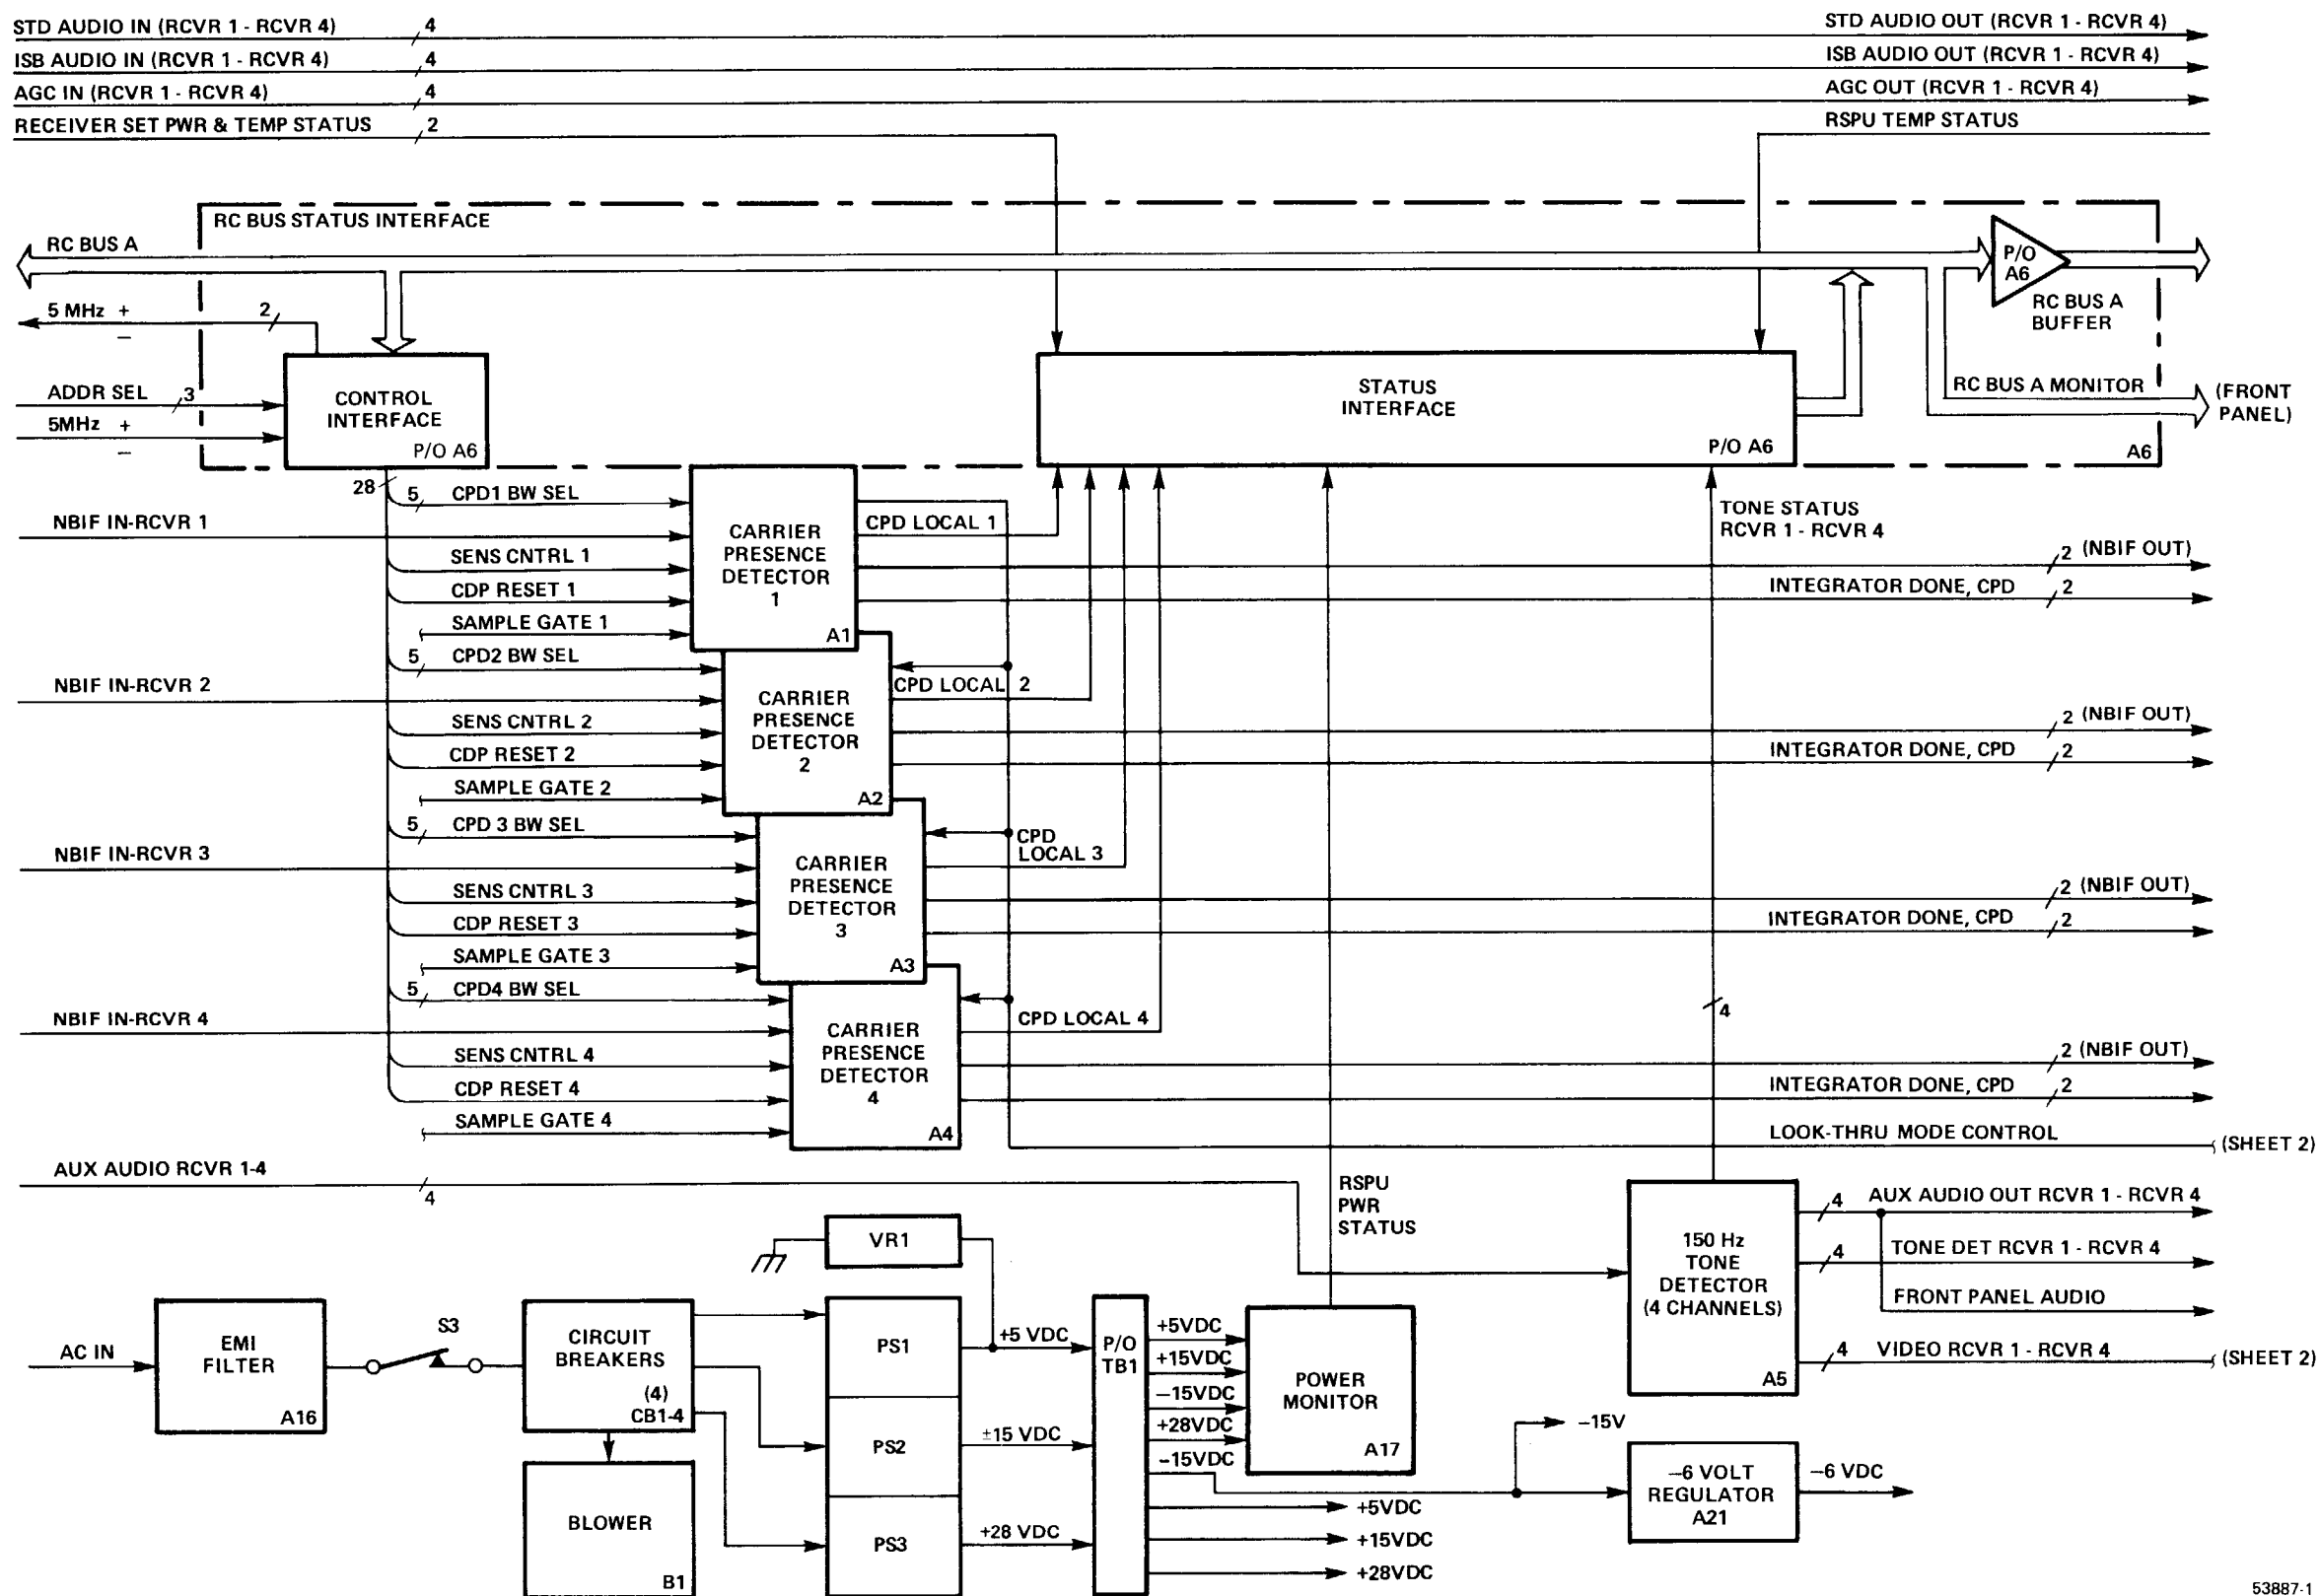 STD AUDIO IN (RCVR 1 - RCVR 4) 4 STD AUDIO OUT (RCVR 1 - RCVR 4)
ISB AUDIO IN (RCVR 1 - RCVR 4) 4 ISB AUDIO OUT (RCVR 1 - RCVR 4)
AGC IN (RCVR 1 - RCVR 4) 4 AGC OUT (RCVR 1 - RCVR 4)
RECEIVER SET PWR & TEMP STATUS 2 RSPU TEMP STATUS
RC BUS STATUS INTERFACE
RC BUS A
P/O
A6
RC BUS A
BUFFER
5 MHz +
–
2
ADDR SEL 3
5MHz +
–
CONTROL
INTERFACE
P/O A6
STATUS
INTERFACE
P/O A6
RC BUS A MONITOR
(FRONT
PANEL)
A6
28
5 CPD1 BW SEL
NBIF IN-RCVR 1
SENS CNTRL 1
CDP RESET 1
SAMPLE GATE 1
CARRIER
PRESENCE
DETECTOR
1
A1
CPD LOCAL 1
TONE STATUS
RCVR 1 - RCVR 4
2 (NBIF OUT)
INTEGRATOR DONE, CPD 2
5 CPD2 BW SEL
NBIF IN-RCVR 2
SENS CNTRL 2
CDP RESET 2
SAMPLE GATE 2
CARRIER
PRESENCE
DETECTOR
2
A2
CPD LOCAL 2
2 (NBIF OUT)
INTEGRATOR DONE, CPD 2
5 CPD 3 BW SEL
NBIF IN-RCVR 3
SENS CNTRL 3
CDP RESET 3
SAMPLE GATE 3
CARRIER
PRESENCE
DETECTOR
3
A3
CPD
LOCAL 3
2 (NBIF OUT)
INTEGRATOR DONE, CPD 2
5 CPD4 BW SEL
NBIF IN-RCVR 4
SENS CNTRL 4
CDP RESET 4
SAMPLE GATE 4
CARRIER
PRESENCE
DETECTOR
4
A4
CPD LOCAL 4
4
2 (NBIF OUT)
INTEGRATOR DONE, CPD 2
LOOK-THRU MODE CONTROL (SHEET 2)
AUX AUDIO RCVR 1-4
4
RSPU
PWR
STATUS
150 Hz
TONE
DETECTOR
(4 CHANNELS)
A5
4 AUX AUDIO OUT RCVR 1 - RCVR 4
4 TONE DET RCVR 1 - RCVR 4
FRONT PANEL AUDIO
4 VIDEO RCVR 1 - RCVR 4 (SHEET 2)
VR1
AC IN
EMI
FILTER
A16
S3
CIRCUIT
BREAKERS
(4)
CB1-4
BLOWER
B1
PS1
PS2
PS3
+5 VDC
±15 VDC
+28 VDC
P/O
TB1
+5VDC
+15VDC
–15VDC
+28VDC
–15VDC
POWER
MONITOR
A17
+5VDC
+15VDC
+28VDC
–15V
–6 VOLT
REGULATOR
A21
–6 VDC
53887-1